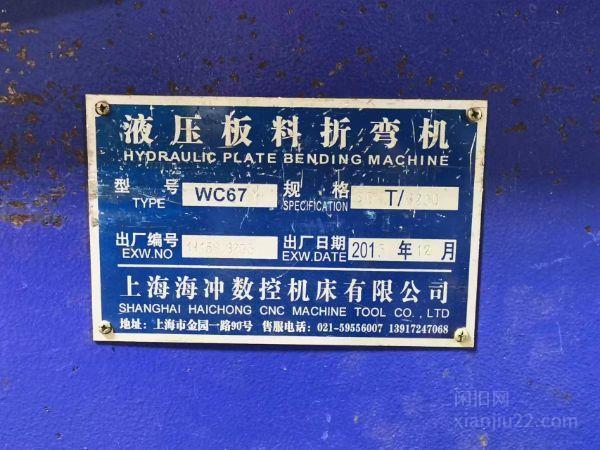 液压板料折弯机
HYDRAULIC PLATE BENDING MACHINE
型号 WC67 规格 T/
TYPE SPECIFICATION
出厂编号 出厂日期 201 年 12 月
EXW.NO EXW.DATE
上海海冲数控机床有限公司
SHANGHAI HAICHONG CNC MACHINE TOOL CO.,LTD
地址：上海市金园一路90号 售服电话：021-59556007 13917247068
闲旧网
xianjiu22.com